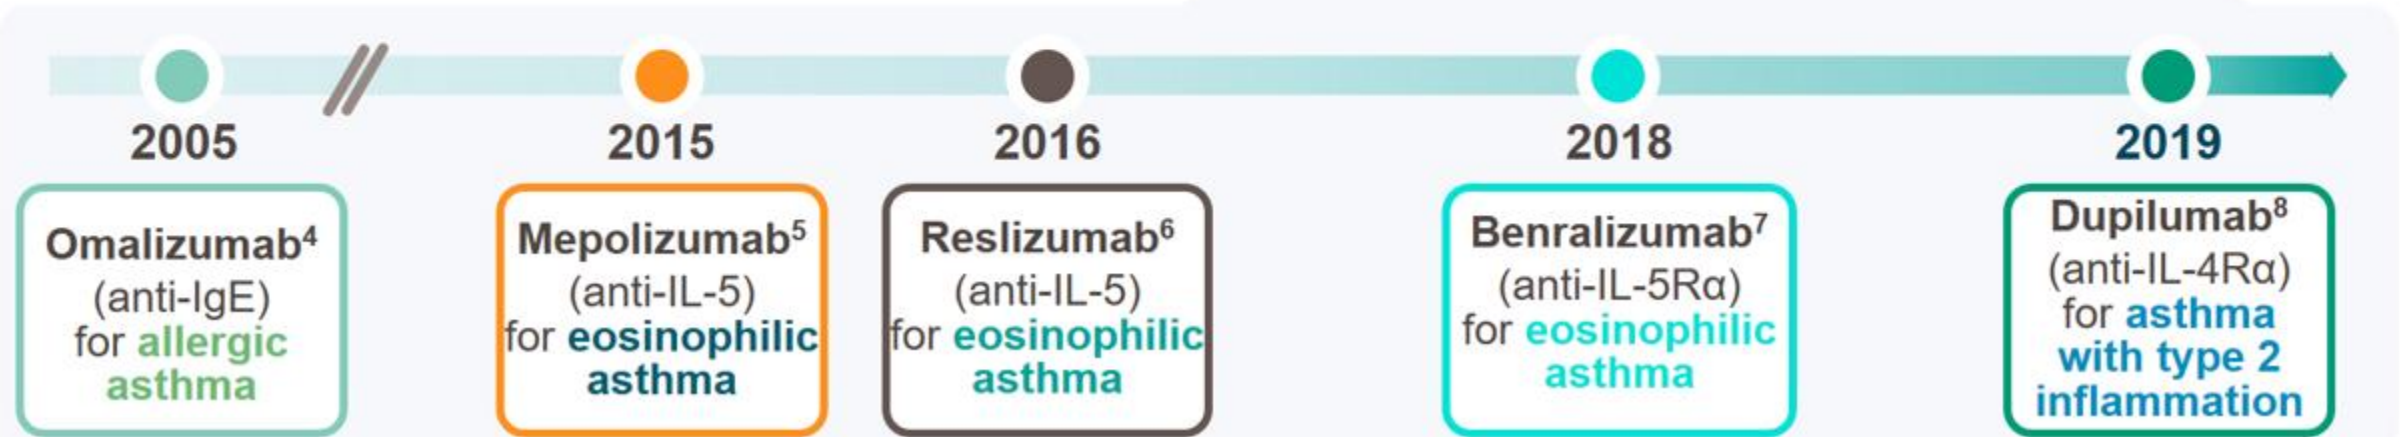 2005
2015
2016
2018
2019
Omalizumab⁴
(anti-IgE)
for allergic
asthma
Mepolizumab⁵
(anti-IL-5)
for eosinophilic
asthma
Reslizumab⁶
(anti-IL-5)
for eosinophilic
asthma
Benralizumab⁷
(anti-IL-5Rα)
for eosinophilic
asthma
Dupilumab⁸
(anti-IL-4Rα)
for asthma
with type 2
inflammation